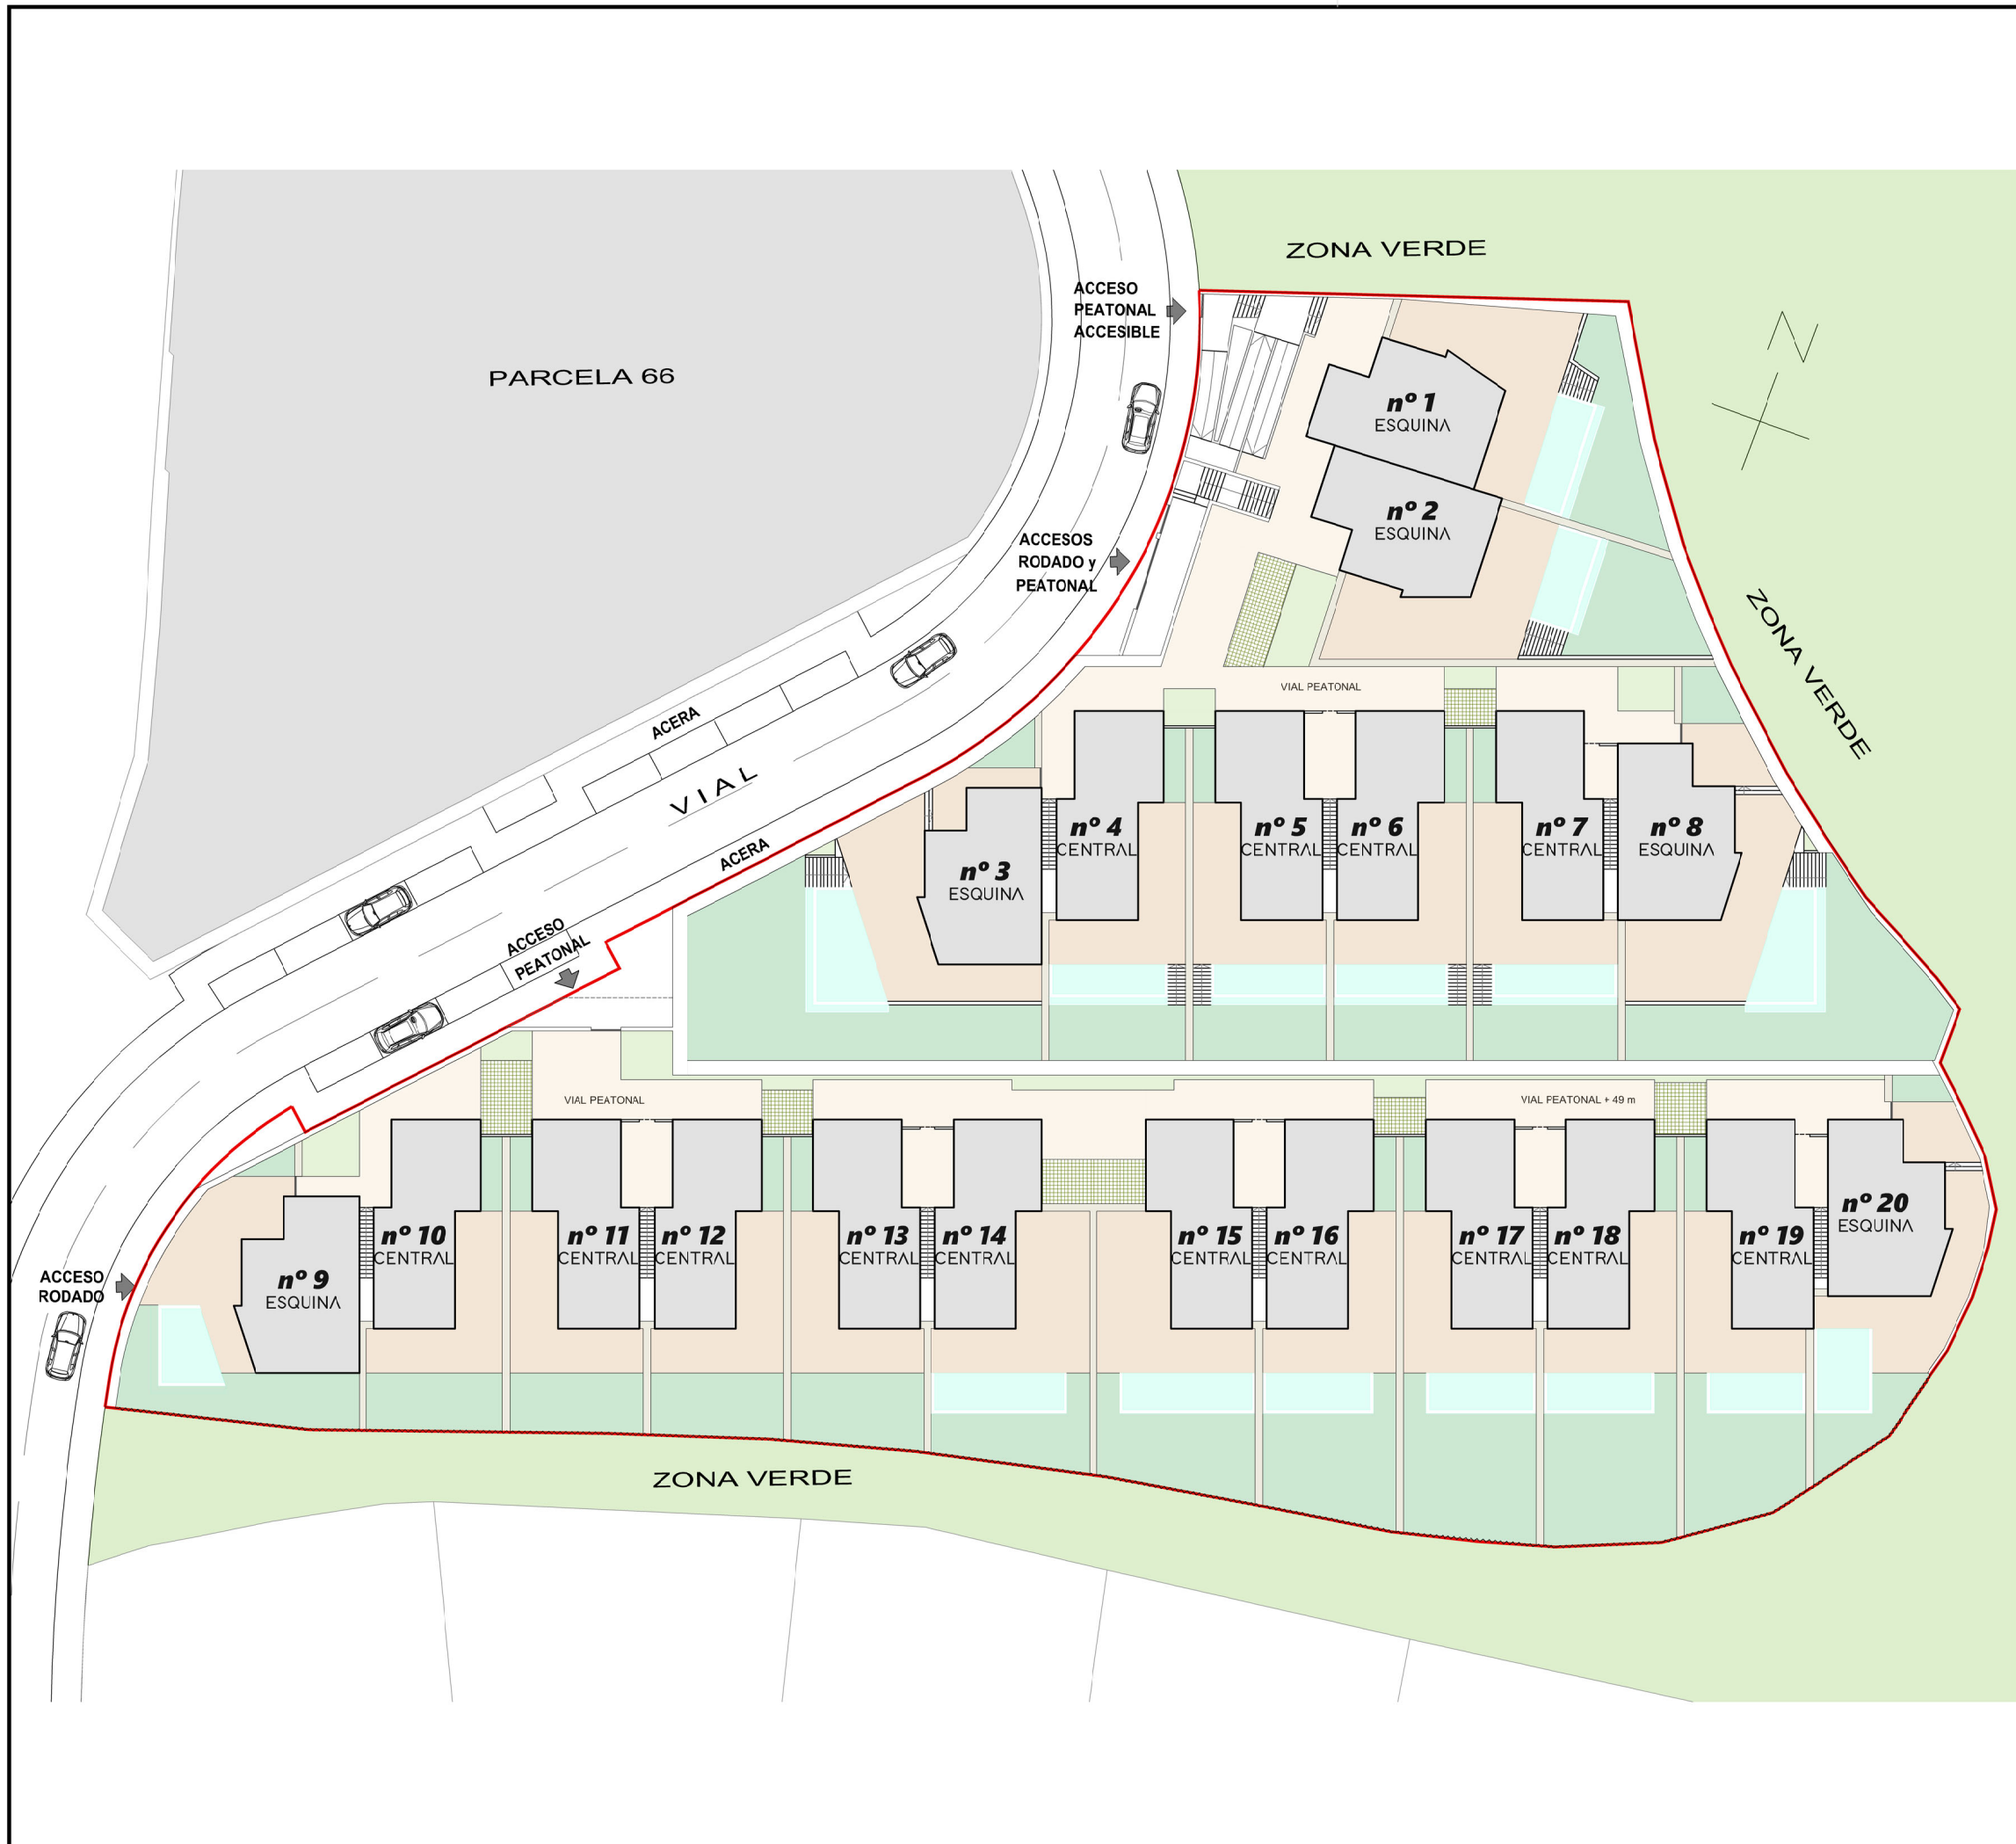 ZONA VERDE
ACCESO
PEATONAL
ACCESIBLE
N
PARCELA 66
nº 1
ESQUINA
nº 2
ESQUINA
ACCESOS
RODADO y
PEATONAL
ZONA VERDE
VIAL PEATONAL
ACERA
VIAL
ACERA
nº 3
ESQUINA
nº 4
CENTRAL
nº 5
CENTRAL
nº 6
CENTRAL
nº 7
CENTRAL
nº 8
ESQUINA
ACCESO
PEATONAL
VIAL PEATONAL
VIAL PEATONAL + 49 m
nº 9
ESQUINA
nº 10
CENTRAL
nº 11
CENTRAL
nº 12
CENTRAL
nº 13
CENTRAL
nº 14
CENTRAL
nº 15
CENTRAL
nº 16
CENTRAL
nº 17
CENTRAL
nº 18
CENTRAL
nº 19
CENTRAL
nº 20
ESQUINA
ACCESO
RODADO
ZONA VERDE